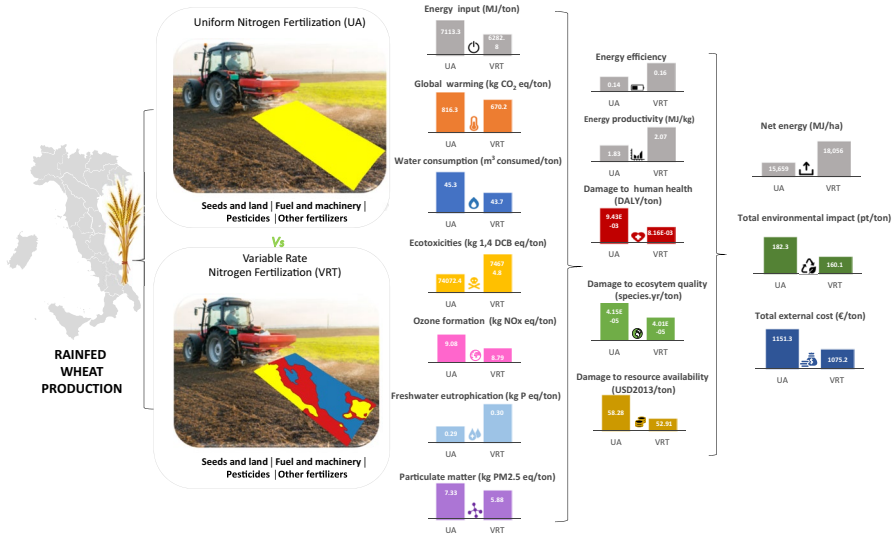 Uniform Nitrogen Fertilization (UA)
Seeds and land | Fuel and machinery |
Pesticides | Other fertilizers
Vs
Variable Rate
Nitrogen Fertilization (VRT)
Seeds and land | Fuel and machinery |
Pesticides | Other fertilizers
RAINFED
WHEAT
PRODUCTION
Energy input (MJ/ton)
7113.3
6282.
8
UA
VRT
Global warming (kg CO₂ eq/ton)
816.3
670.2
UA
VRT
Water consumption (m³ consumed/ton)
45.3
43.7
UA
VRT
Ecotoxicities (kg 1,4 DCB eq/ton)
74072.4
7467
4.8
UA
VRT
Ozone formation (kg NOx eq/ton)
9.08
8.79
UA
VRT
Freshwater eutrophication (kg P eq/ton)
0.29
0.30
UA
VRT
Particulate matter (kg PM2.5 eq/ton)
7.33
5.88
UA
VRT
Energy efficiency
0.14
0.16
UA
VRT
Energy productivity (MJ/kg)
1.83
2.07
UA
VRT
Damage to human health
(DALY/ton)
9.43E
-03
8.16E-03
UA
VRT
Damage to ecosytem quality
(species.yr/ton)
4.15E
-05
4.01E
-05
UA
VRT
Damage to resource availability
(USD2013/ton)
58.28
52.91
UA
VRT
Net energy (MJ/ha)
15,659
18,056
UA
VRT
Total environmental impact (pt/ton)
182.3
160.1
UA
VRT
Total external cost (€/ton)
1151.3
1075.2
UA
VRT